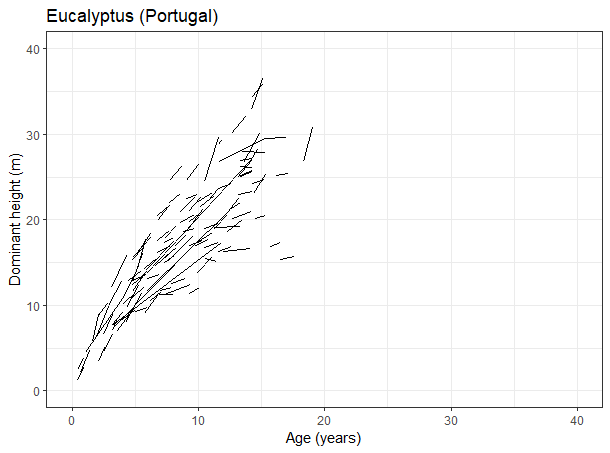 Eucalyptus (Portugal)
40
30
20
10
0
Dominant height (m)
0 10 20 30 40
Age (years)